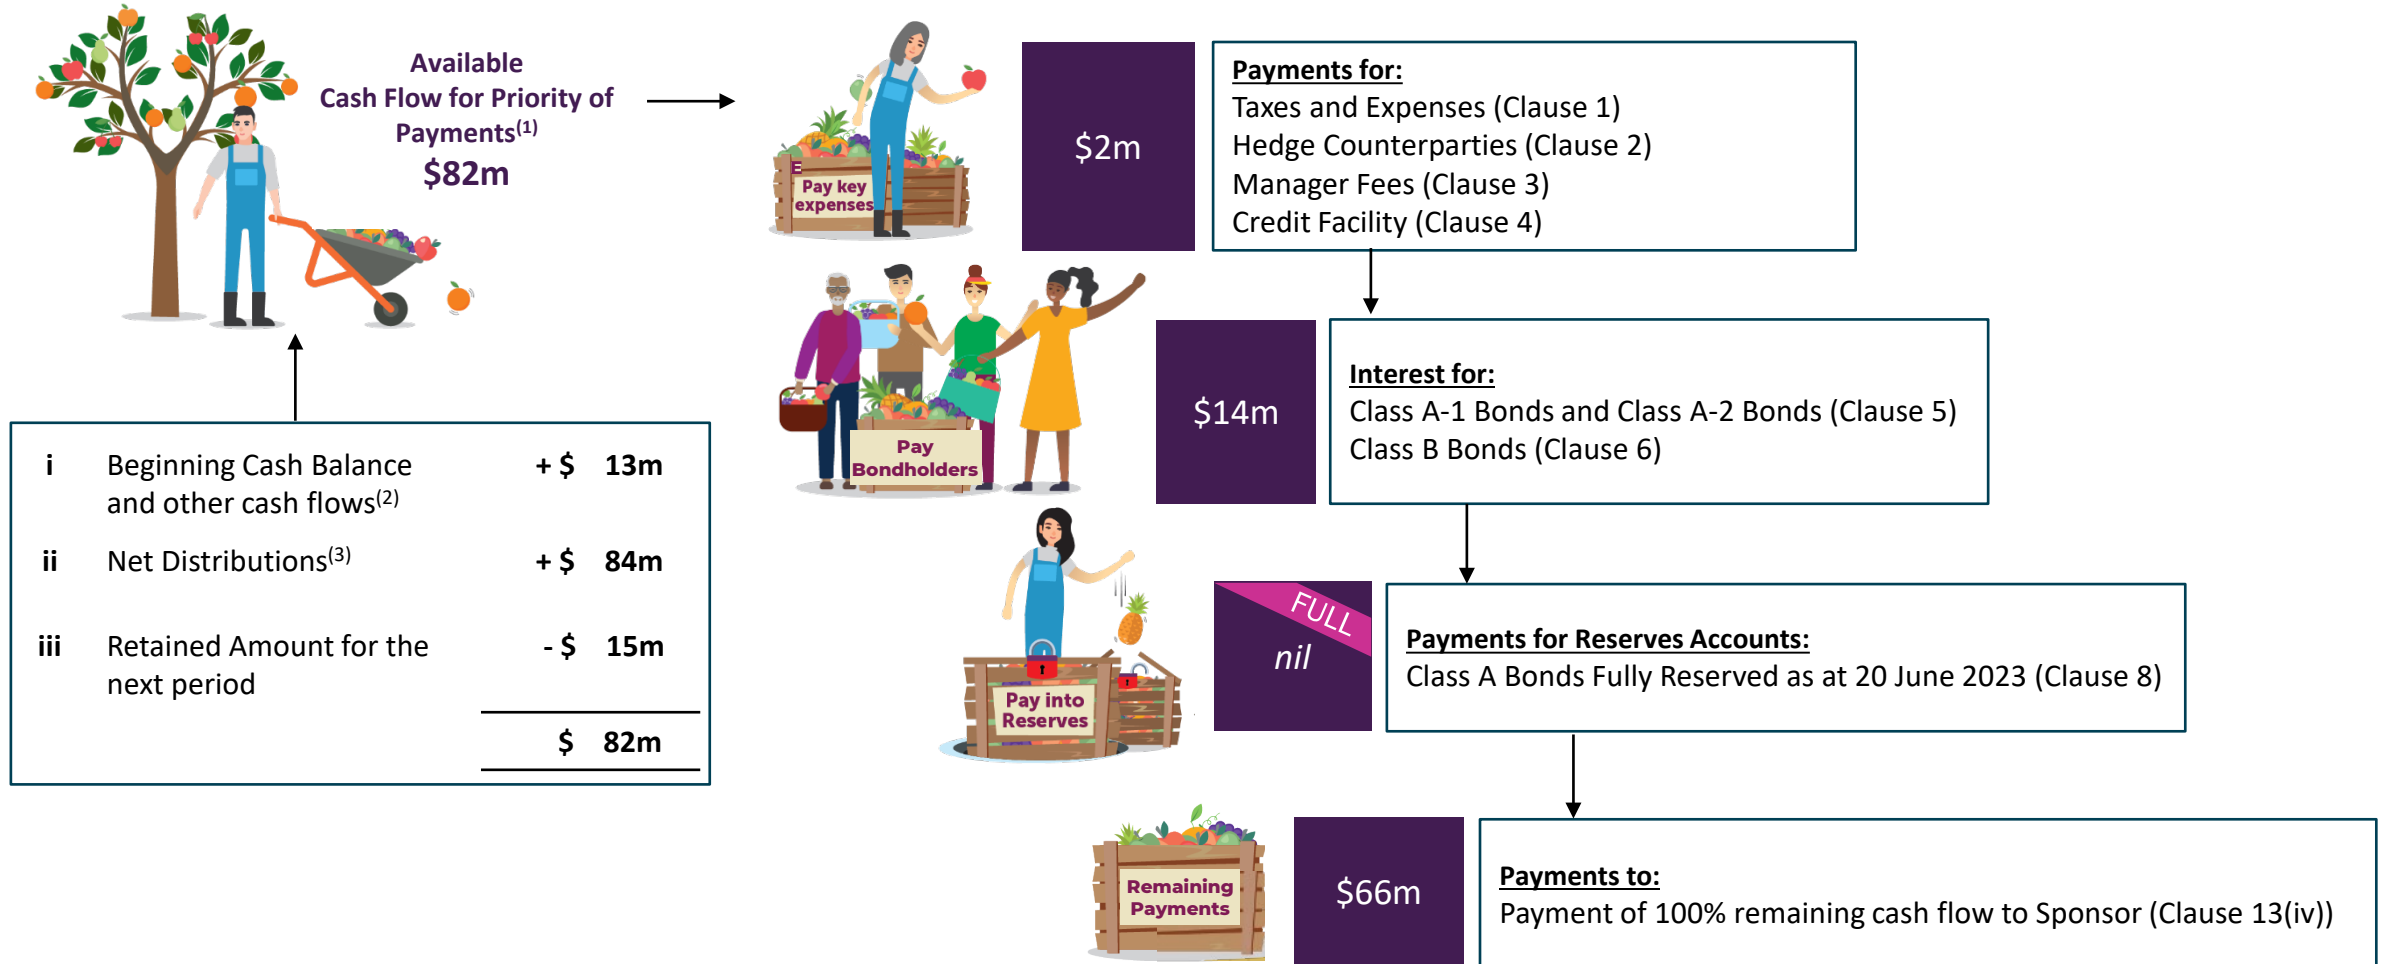 Available
Cash Flow for Priority of
Payments(1)
$82m
i Beginning Cash Balance + $ 13m
and other cash flows(2)
ii Net Distributions(3) + $ 84m
iii Retained Amount for the - $ 15m
next period
$ 82m
E
Pay key
expenses
$2m
Payments for:
Taxes and Expenses (Clause 1)
Hedge Counterparties (Clause 2)
Manager Fees (Clause 3)
Credit Facility (Clause 4)
Pay
Bondholders
$14m
Interest for:
Class A-1 Bonds and Class A-2 Bonds (Clause 5)
Class B Bonds (Clause 6)
Pay into
Reserves
FULL
nil
Payments for Reserves Accounts:
Class A Bonds Fully Reserved as at 20 June 2023 (Clause 8)
Remaining
Payments
$66m
Payments to:
Payment of 100% remaining cash flow to Sponsor (Clause 13(iv))